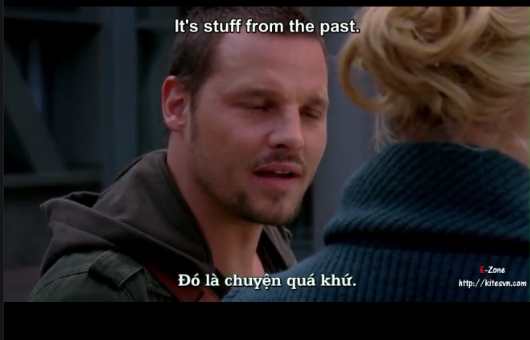 It's stuff from the past.
Đó là chuyện quá khứ.
E-Zone
http://kitesvn.com